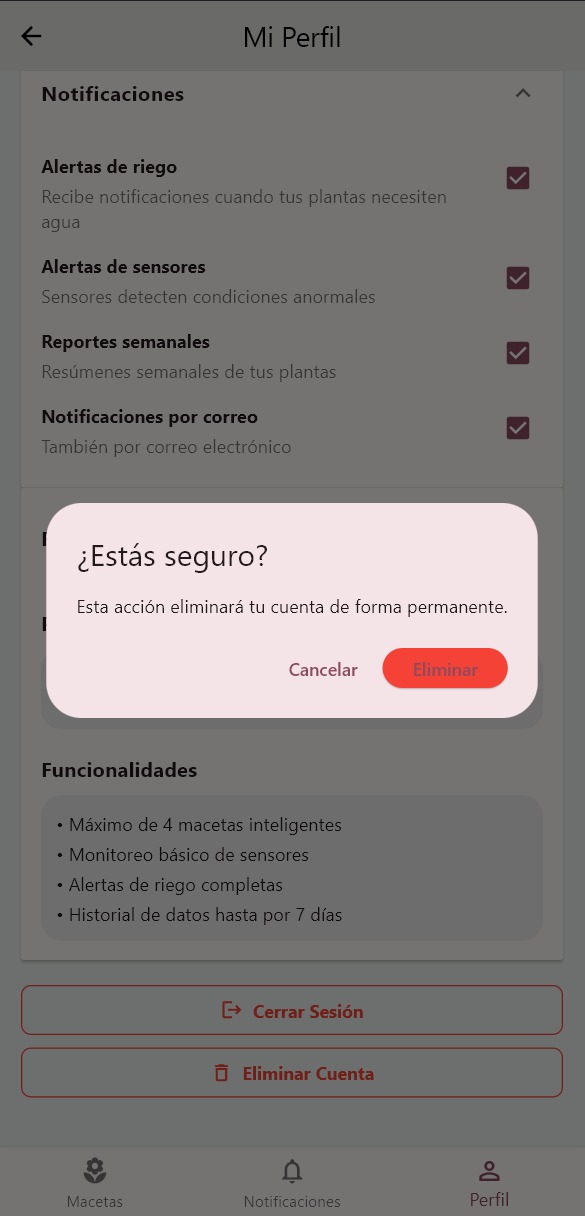 Mi Perfil
Notificaciones
Alertas de riego
Recibe notificaciones cuando tus plantas necesiten
agua
Alertas de sensores
Sensores detecten condiciones anormales
Reportes semanales
Resúmenes semanales de tus plantas
Notificaciones por correo
También por correo electrónico
¿Estás seguro?
Esta acción eliminará tu cuenta de forma permanente.
Cancelar
Eliminar
Funcionalidades
• Máximo de 4 macetas inteligentes
• Monitoreo básico de sensores
• Alertas de riego completas
• Historial de datos hasta por 7 días
Cerrar Sesión
Eliminar Cuenta
Macetas
Notificaciones
Perfil